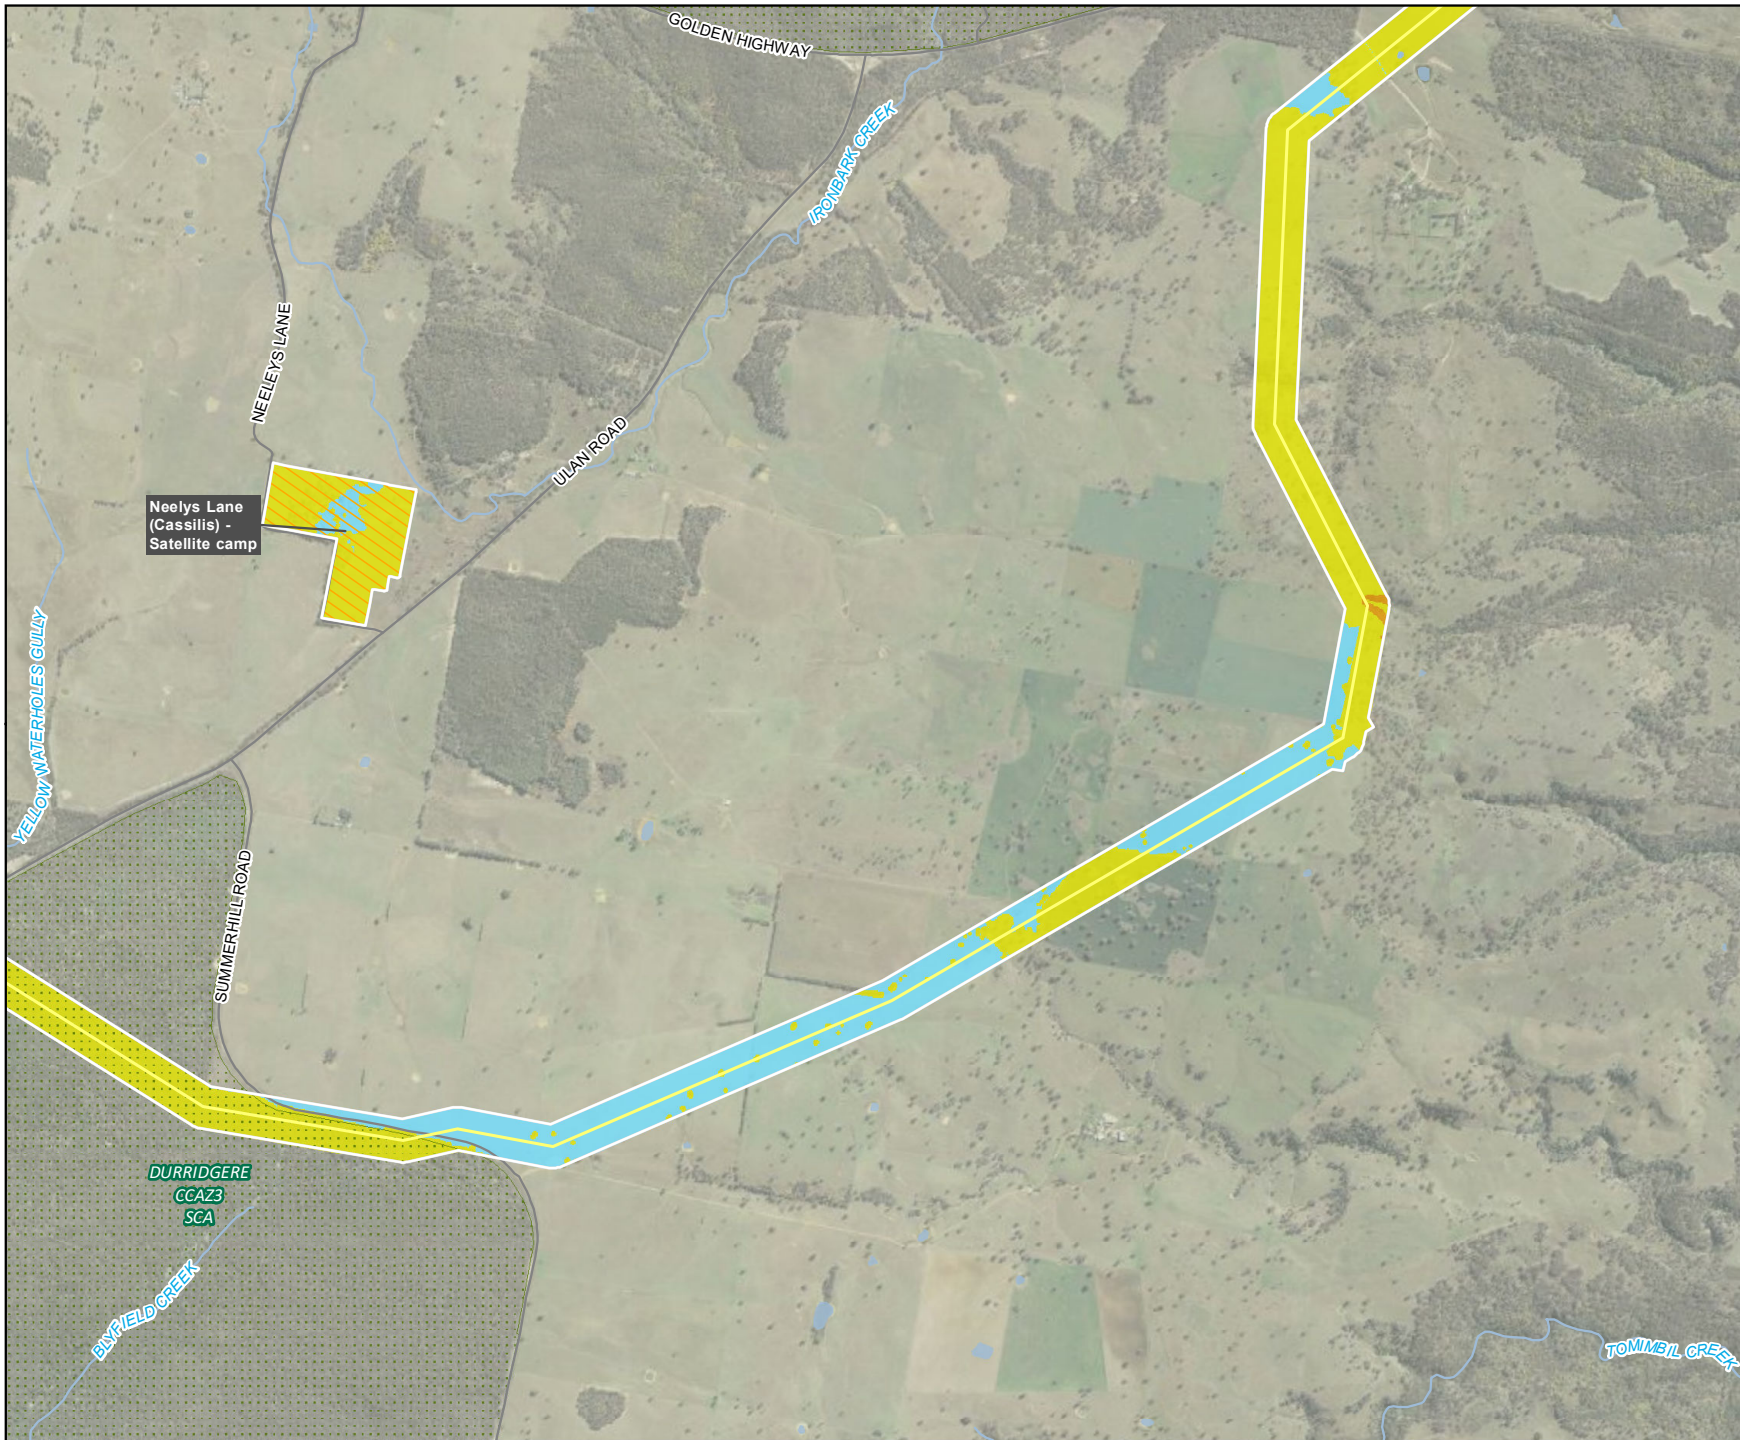 GOLDEN HIGHWAY
IRONBARK CREEK
NEELEYS LANE
ULAN ROAD
Neelys Lane
(Cassilis) -
Satellite camp
YELLOW WATERHOLES GULLY
SUMMERHILL ROAD
DURRIDGERE
CCAZ3
SCA
BLYFIELD CREEK
TOMIMBIL CREEK